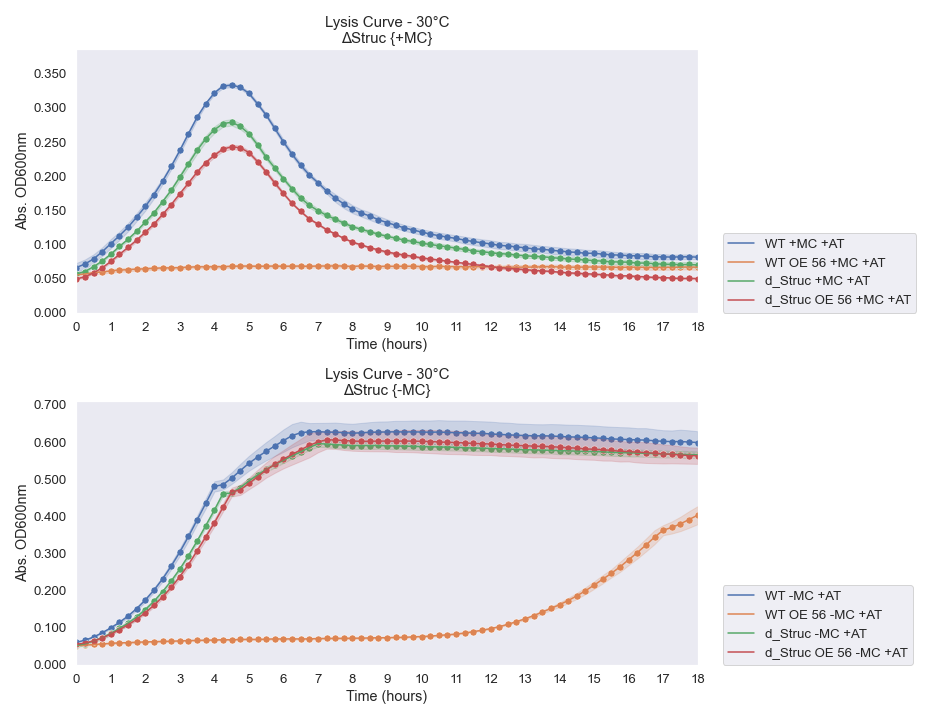 Lysis Curve - 30°C
ΔStruc {+MC}
0.350
0.300
0.250
0.200
0.150
0.100
0.050
0.000
Abs. OD600nm
0 1 2 3 4 5 6 7 8 9 10 11 12 13 14 15 16 17 18
Time (hours)
WT +MC +AT
WT OE 56 +MC +AT
d_Struc +MC +AT
d_Struc OE 56 +MC +AT
Lysis Curve - 30°C
ΔStruc {-MC}
0.700
0.600
0.500
0.400
0.300
0.200
0.100
0.000
Abs. OD600nm
0 1 2 3 4 5 6 7 8 9 10 11 12 13 14 15 16 17 18
Time (hours)
WT -MC +AT
WT OE 56 -MC +AT
d_Struc -MC +AT
d_Struc OE 56 -MC +AT